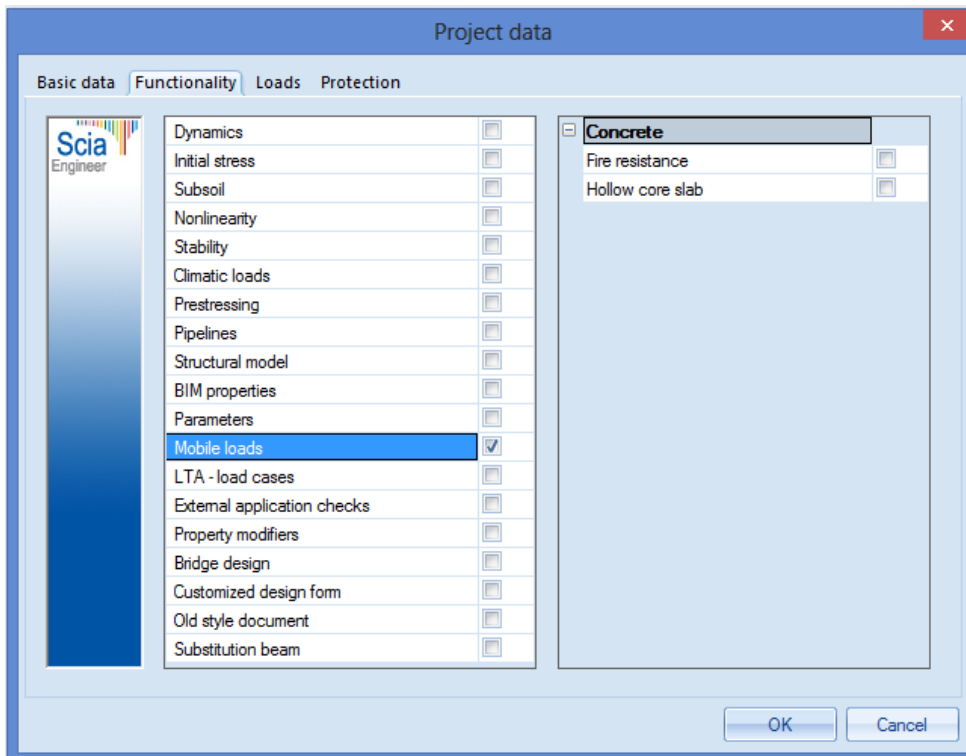 Project data
Basic data Functionality Loads Protection
Scia
Engineer
Dynamics
Initial stress
Subsoil
Nonlinearity
Stability
Climatic loads
Prestressing
Pipelines
Structural model
BIM properties
Parameters
Mobile loads
LTA - load cases
External application checks
Property modifiers
Bridge design
Customized design form
Old style document
Substitution beam
Concrete
Fire resistance
Hollow core slab
OK Cancel